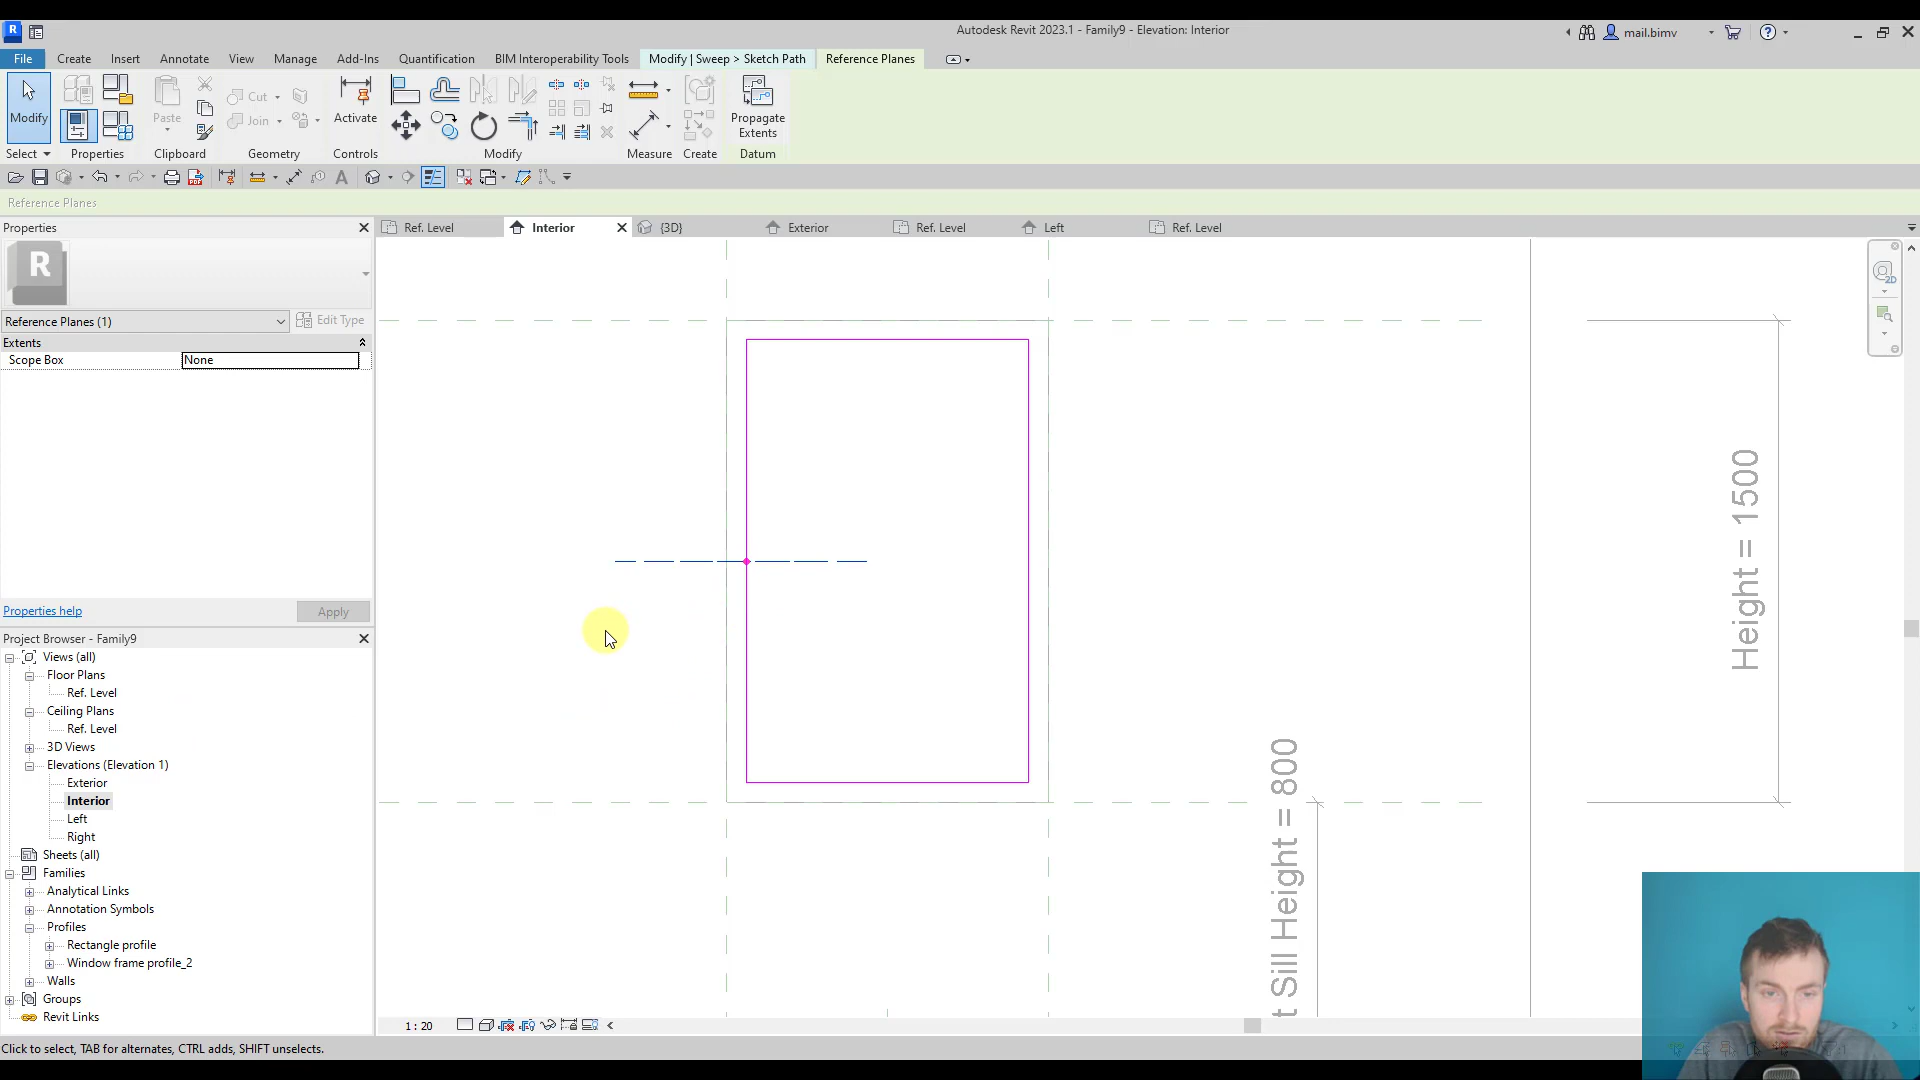 R
Autodesk Revit 2023.1 - Family9 - Elevation: Interior
mail.bimv
File Create Insert Annotate View Manage Add-Ins Quantification BIM Interoperability Tools Modify | Sweep > Sketch Path Reference Planes
Modify Paste Cut Join Activate Propagate Extents
Select Properties Clipboard Geometry Controls Modify Measure Create Datum
Reference Planes
Properties
Ref. Level Interior {3D} Exterior Ref. Level Left Ref. Level
2D
R
Reference Planes (1) Edit Type
Extents
Scope Box None
Properties help Apply
Project Browser - Family9
Views (all)
Floor Plans
Ref. Level
Ceiling Plans
Ref. Level
3D Views
Elevations (Elevation 1)
Exterior
Interior
Left
Right
Sheets (all)
Families
Analytical Links
Annotation Symbols
Profiles
Rectangle profile
Window frame profile_2
Walls
Groups
Revit Links
Height = 1500
t Sill Height = 800
1 : 20
Click to select, TAB for alternates, CTRL adds, SHIFT unselects.